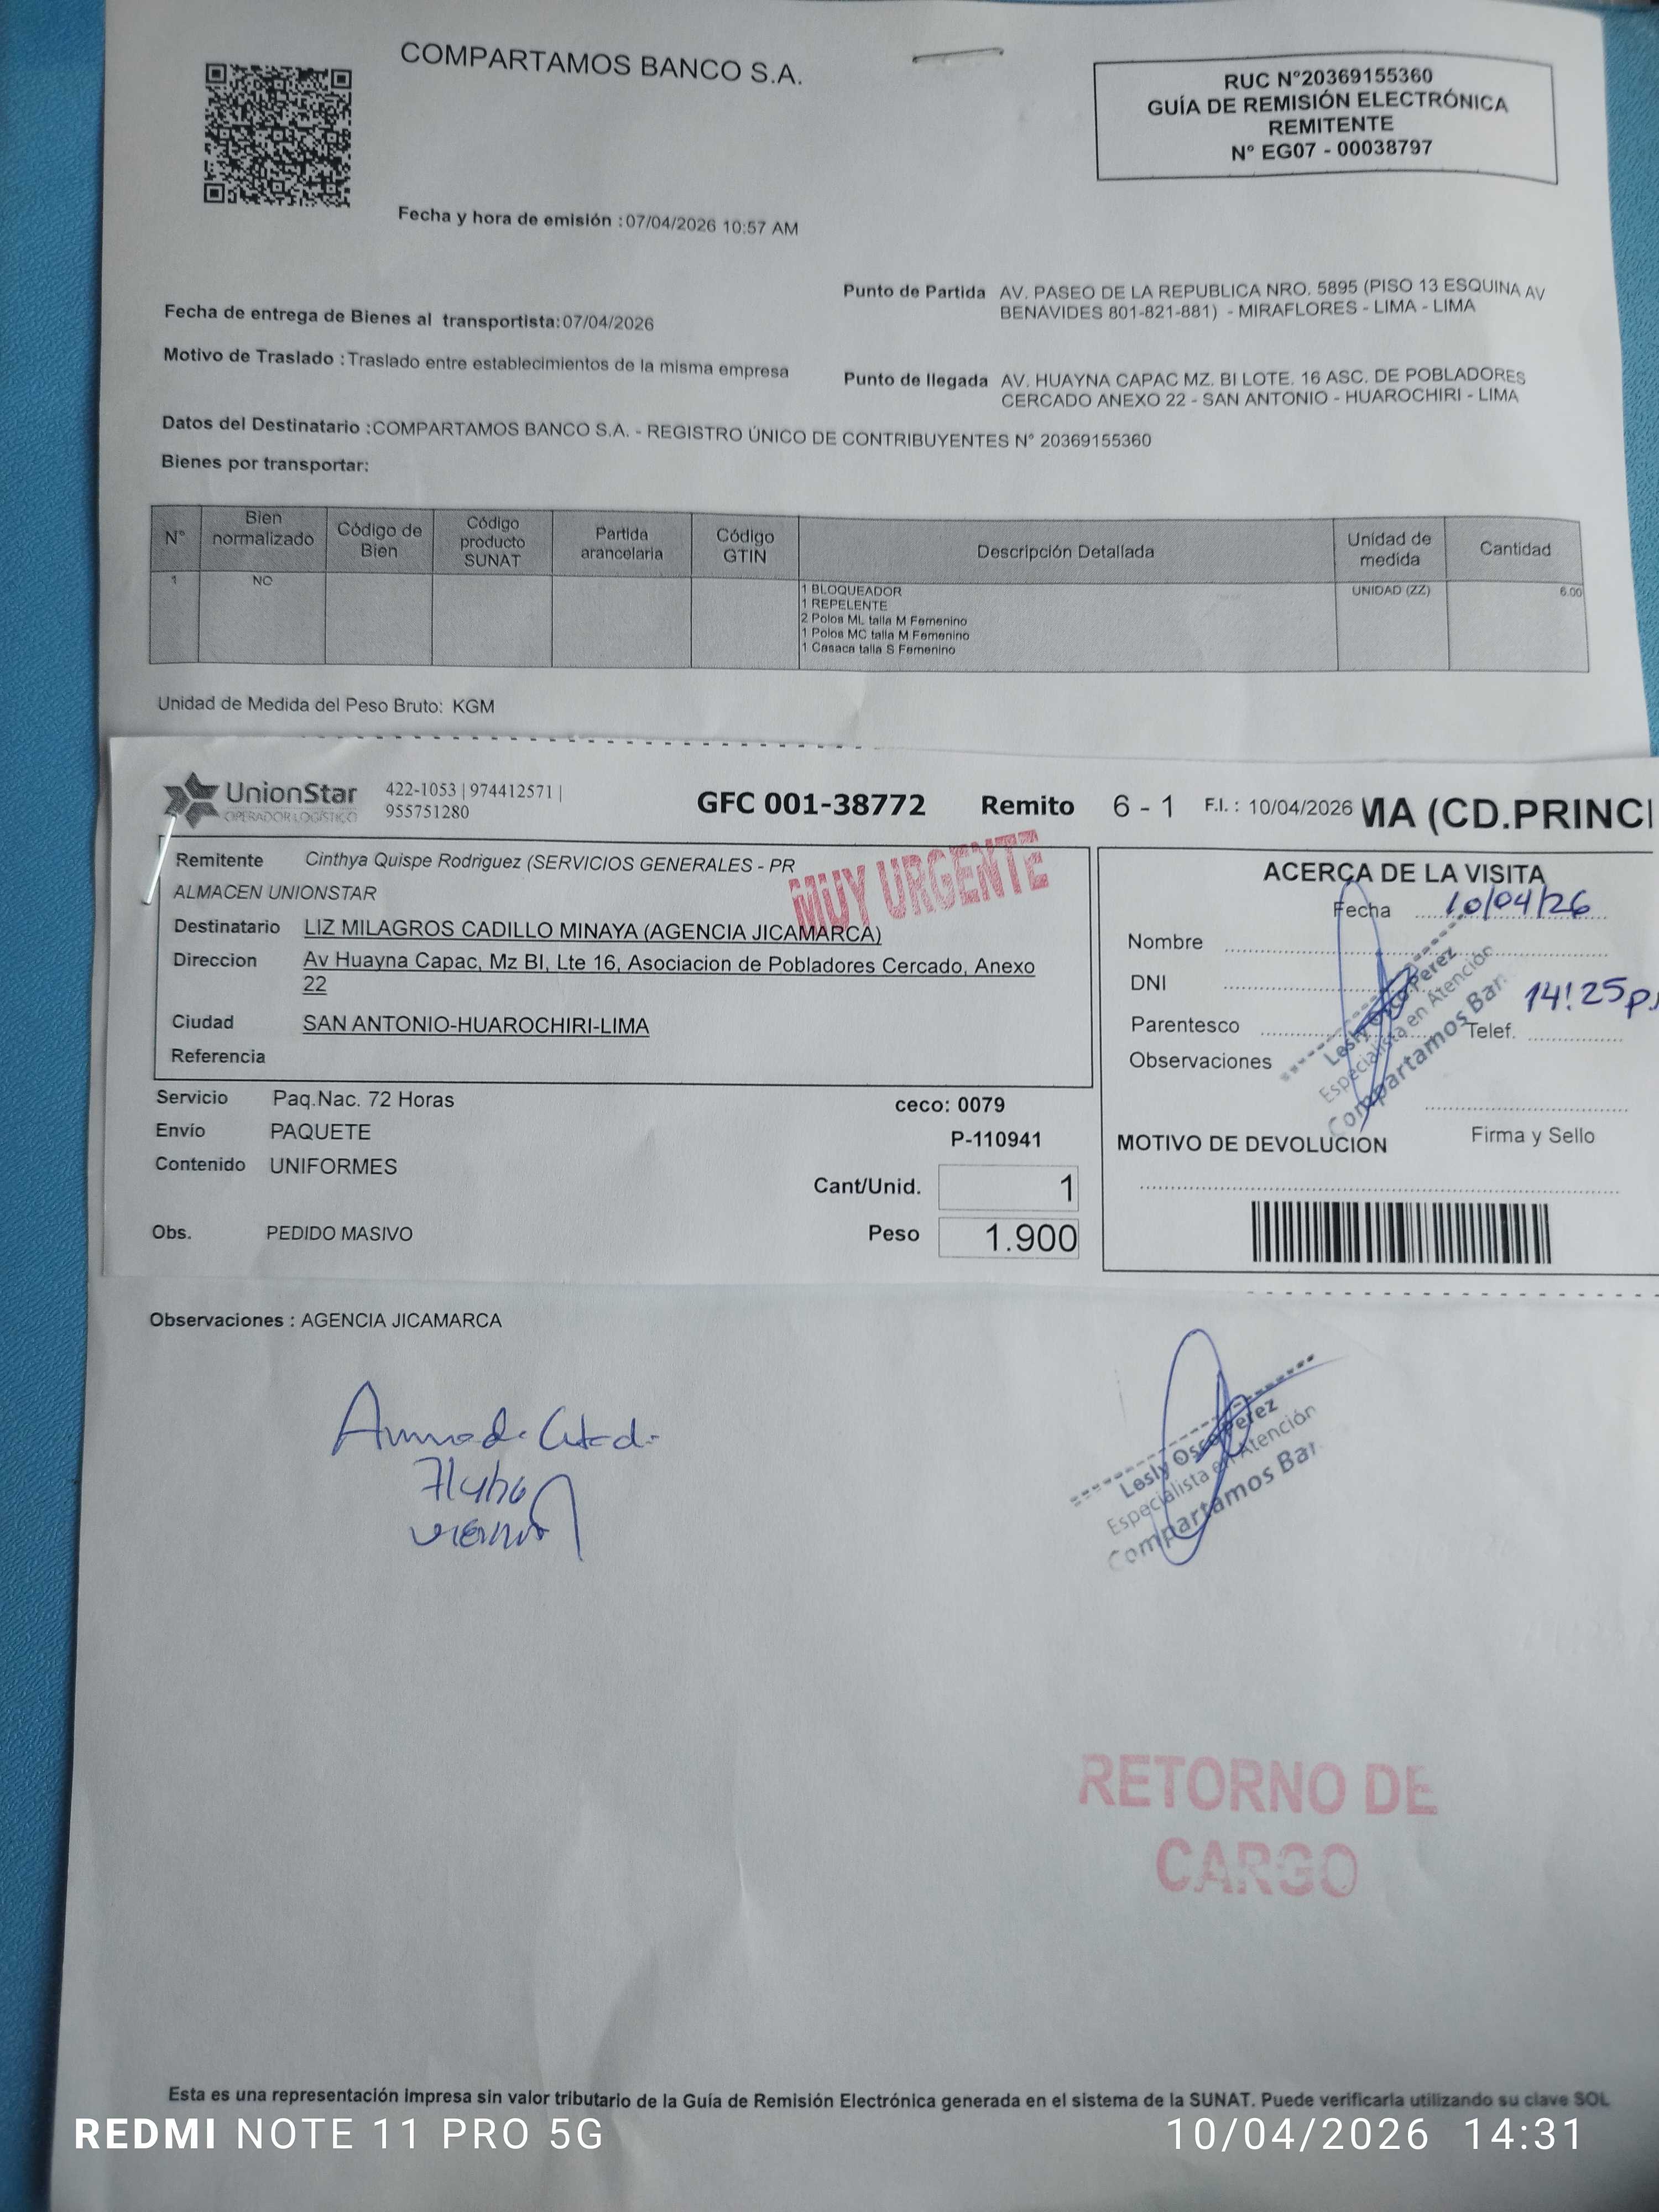 COMPARTAMOS BANCO S.A.
RUC N°20369155360
GUÍA DE REMISIÓN ELECTRÓNICA
REMITENTE
N° EG07 - 00038797
Fecha y hora de emisión : 07/04/2026 10:57 AM
Fecha de entrega de Bienes al transportista: 07/04/2026
Motivo de Traslado : Traslado entre establecimientos de la misma empresa
Punto de Partida AV. PASEO DE LA REPUBLICA NRO. 5895 (PISO 13 ESQUINA AV
BENAVIDES 801-821-881) - MIRAFLORES - LIMA - LIMA
Punto de llegada AV. HUAYNA CAPAC MZ. BI LOTE. 16 ASC. DE POBLADORES
CERCADO ANEXO 22 - SAN ANTONIO - HUAROCHIRI - LIMA
Datos del Destinatario : COMPARTAMOS BANCO S.A. - REGISTRO ÚNICO DE CONTRIBUYENTES N° 20369155360
Bienes por transportar:
N° Bien normalizado Código de Bien Código producto SUNAT Partida arancelaria Código GTIN Descripción Detallada Unidad de medida Cantidad
1 NO 1 BLOQUEADOR UNIDAD (ZZ) 6.00
1 REPELENTE
2 Polos ML talla M Femenino
1 Polos MC talla M Femenino
1 Casaca talla S Femenino
Unidad de Medida del Peso Bruto: KGM
UnionStar
OPERADOR LOGÍSTICO
422-1053 | 974412571 |
955751280
GFC 001-38772 Remito 6 - 1 F.I. : 10/04/2026 MA (CD.PRINCI
MUY URGENTE
Remitente Cinthya Quispe Rodriguez (SERVICIOS GENERALES - PR
ALMACEN UNIONSTAR
Destinatario LIZ MILAGROS CADILLO MINAYA (AGENCIA JICAMARCA)
Direccion Av Huayna Capac, Mz BI, Lte 16, Asociacion de Pobladores Cercado, Anexo
22
Ciudad SAN ANTONIO-HUAROCHIRI-LIMA
Referencia
Servicio Paq.Nac. 72 Horas
Envío PAQUETE
Contenido UNIFORMES
Obs. PEDIDO MASIVO
ceco: 0079
P-110941
Cant/Unid. 1
Peso 1.900
ACERCA DE LA VISITA
Fecha 10/04/26
Nombre
DNI
14:25 p
Parentesco Telef.
Observaciones
Lesly Osco Perez
Especialista en Atención
Compartamos Ban
Firma y Sello
MOTIVO DE DEVOLUCION
Observaciones : AGENCIA JICAMARCA
Lesly Osco Perez
Especialista en Atención
Compartamos Ban
RETORNO DE
CARGO
Esta es una representación impresa sin valor tributario de la Guía de Remisión Electrónica generada en el sistema de la SUNAT. Puede verificarla utilizando su clave SOL
REDMI NOTE 11 PRO 5G
10/04/2026 14:31